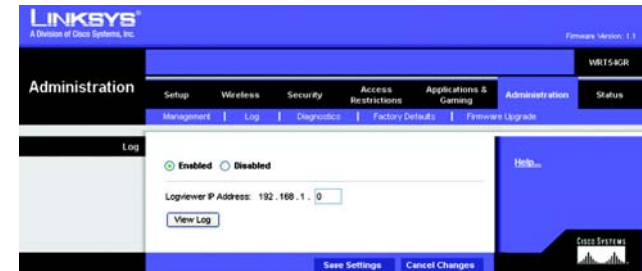 LINKSYS®
A Division of Cisco Systems, Inc.
Firmware Version: 1.1
WRT54GR
Administration
Setup Wireless Security Access Restrictions Applications & Gaming Administration Status
Management | Log | Diagnostics | Factory Defaults | Firmware Upgrade
Log
Enabled Disabled
Help...
Logviewer IP Address: 192 . 168 . 1 . 0
View Log
CISCO SYSTEMS
Save Settings Cancel Changes